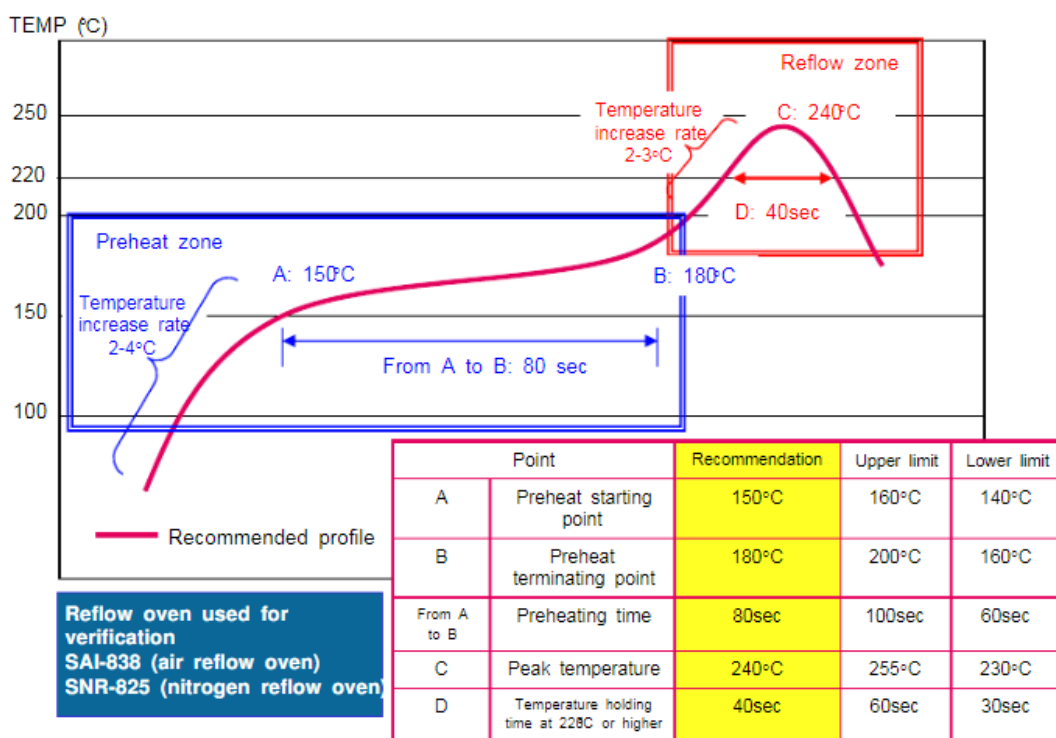 TEMP (℃)
Reflow zone
250
Temperature
increase rate
2-3℃
C: 240℃
220
D: 40sec
200
Preheat zone
A: 150℃
B: 180℃
Temperature
increase rate
2-4℃
150
From A to B: 80 sec
100
Recommended profile
Point Recommendation Upper limit Lower limit
A Preheat starting point 150℃ 160℃ 140℃
B Preheat terminating point 180℃ 200℃ 160℃
From A to B Preheating time 80sec 100sec 60sec
C Peak temperature 240℃ 255℃ 230℃
D Temperature holding time at 220℃ or higher 40sec 60sec 30sec
Reflow oven used for
verification
SAI-838 (air reflow oven)
SNR-825 (nitrogen reflow oven)